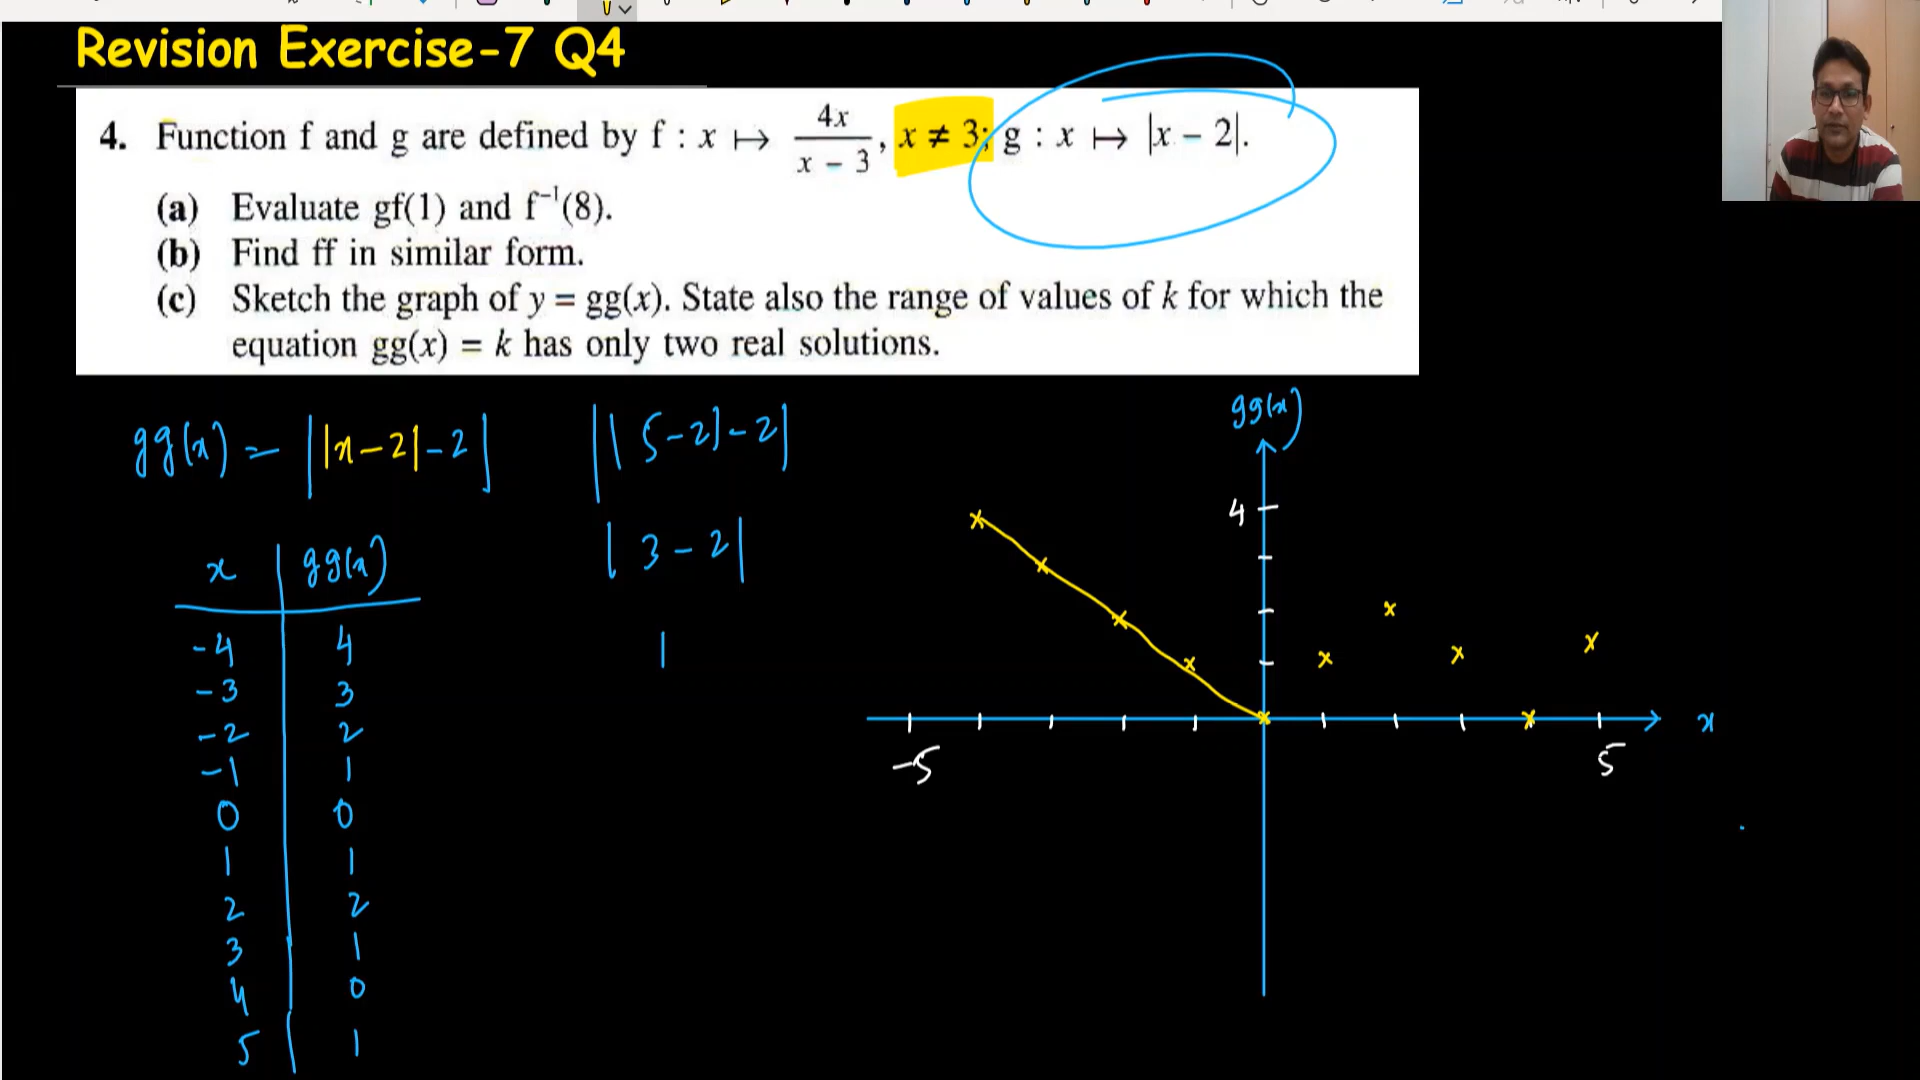 Revision Exercise-7 Q4
4. Function f and g are defined by f : x ↦ 4x/(x − 3), x ≠ 3; g : x ↦ |x − 2|.
(a) Evaluate gf(1) and f⁻¹(8).
(b) Find ff in similar form.
(c) Sketch the graph of y = gg(x). State also the range of values of k for which the
equation gg(x) = k has only two real solutions.
gg(x) = ||x−2|−2|
||5−2|−2|
|3−2|
1
x gg(x)
-4 4
-3 3
-2 2
-1 1
0 0
1 1
2 2
3 1
4 0
5 1
gg(x)
4
-5
5
x